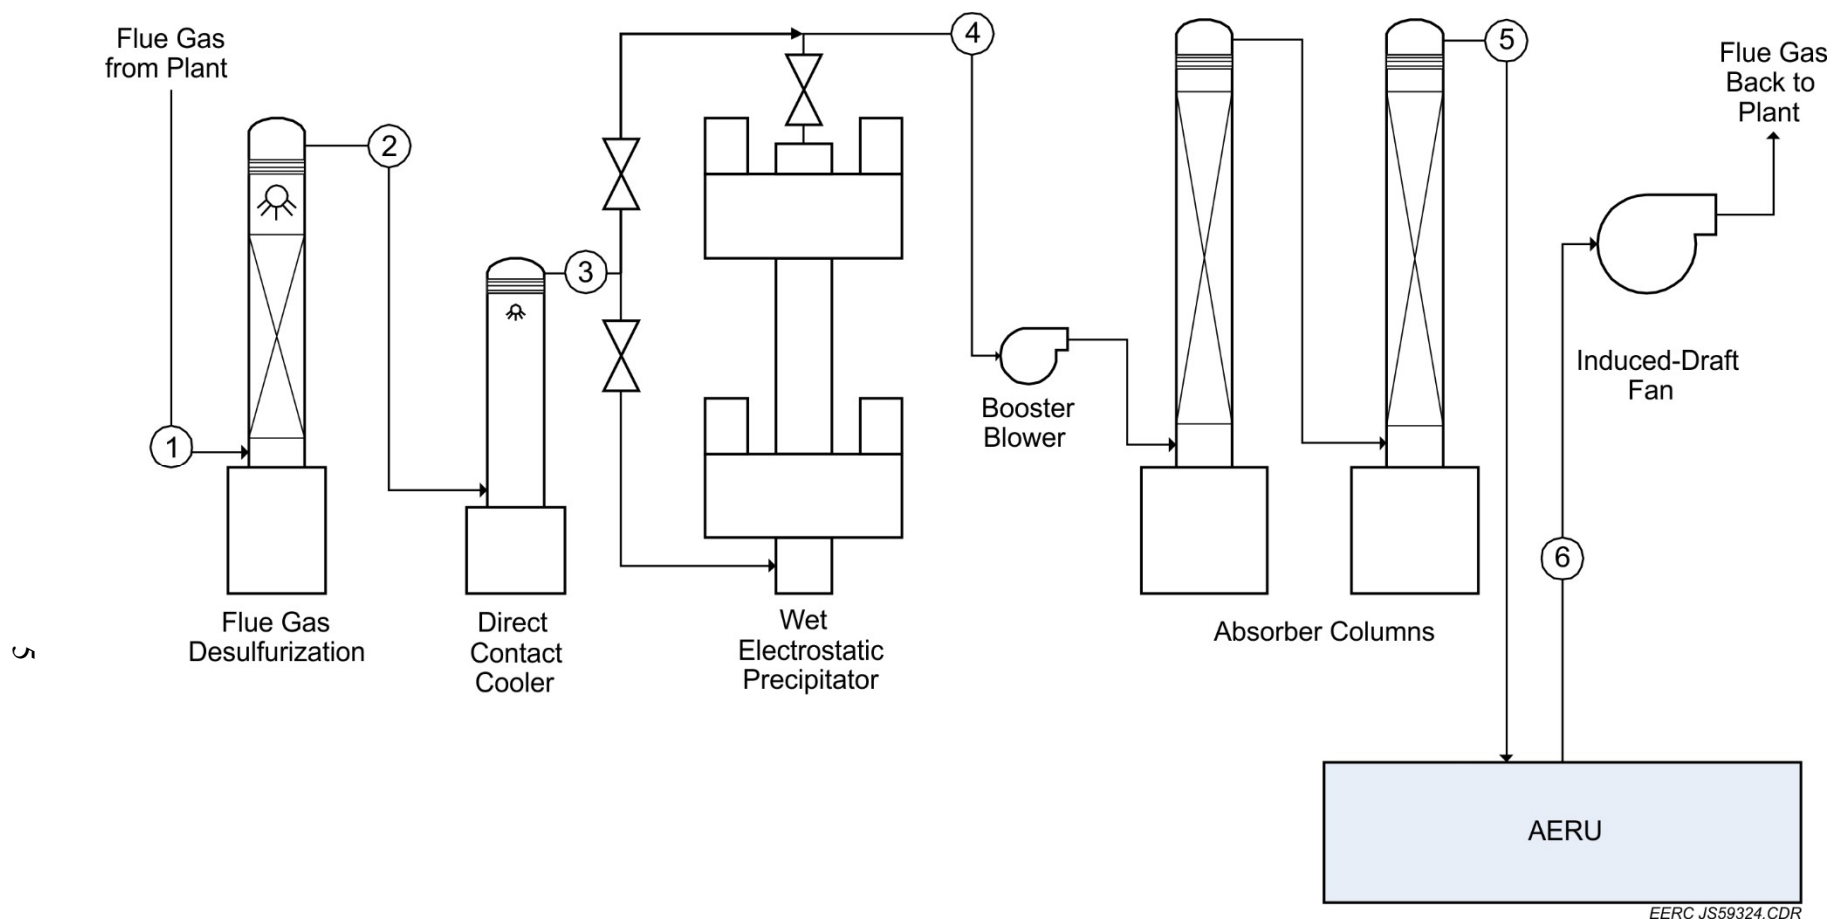 Flue Gas
from Plant
1
2
3
4
5
6
Flue Gas
Back to
Plant
Induced-Draft
Fan
Booster
Blower
Flue Gas
Desulfurization
Direct
Contact
Cooler
Wet
Electrostatic
Precipitator
Absorber Columns
AERU
5
EERC JS59324.CDR